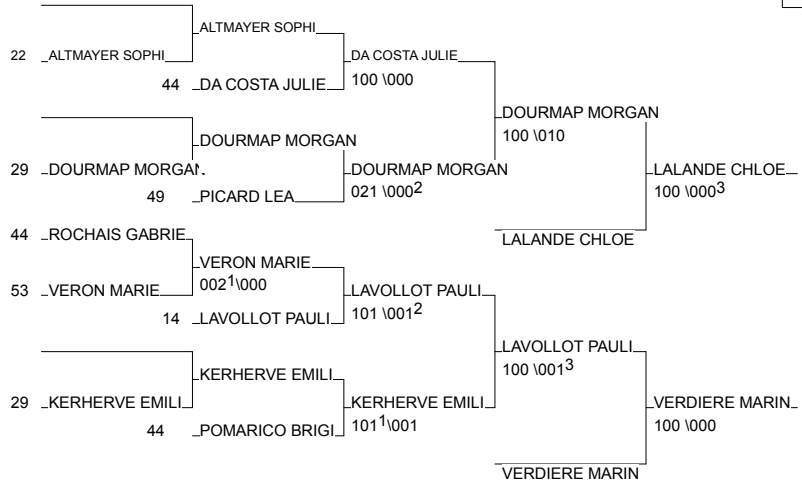 ALTMAYER SOPHI
22 ALTMAYER SOPHI
DA COSTA JULIE
44 DA COSTA JULIE
100 \000
DOURMAP MORGAN
100 \010
DOURMAP MORGAN
29 DOURMAP MORGAN
DOURMAP MORGAN
021 \000²
LALANDE CHLOE
100 \000³
49 PICARD LEA
44 ROCHAIS GABRIE
LALANDE CHLOE
VERON MARIE
002¹\000
53 VERON MARIE
LAVOLLOT PAULI
101 \001²
14 LAVOLLOT PAULI
LAVOLLOT PAULI
100 \001³
KERHERVE EMILI
29 KERHERVE EMILI
KERHERVE EMILI
101¹\001
VERDIERE MARIN
100 \000
44 POMARICO BRIGI
VERDIERE MARIN